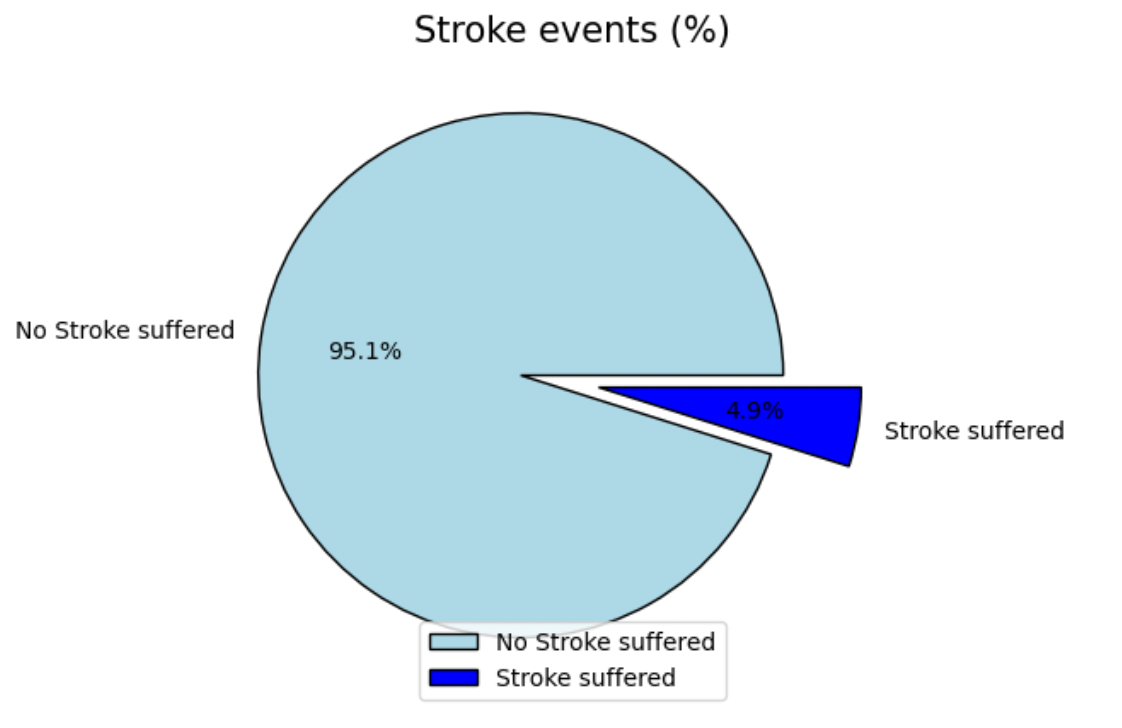 Stroke events (%)
No Stroke suffered
95.1%
4.9%
Stroke suffered
No Stroke suffered
Stroke suffered